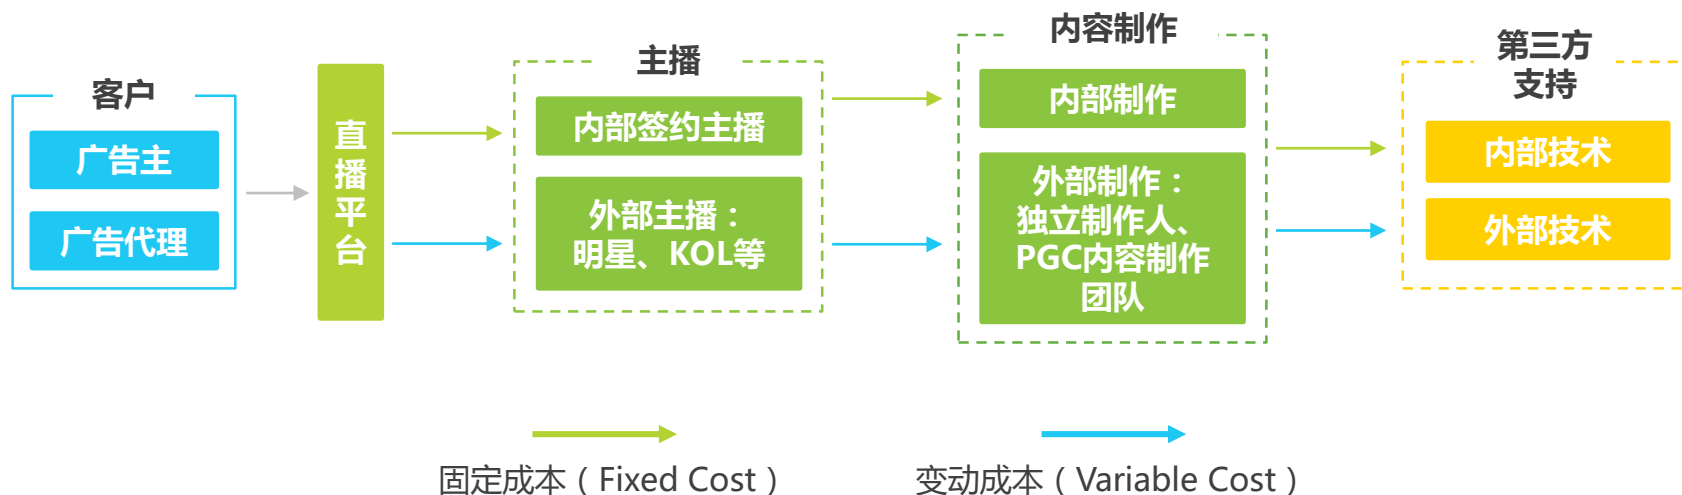 客户
广告主
广告代理
直播平台
主播
内部签约主播
外部主播：
明星、KOL等
内容制作
内部制作
外部制作：
独立制作人、
PGC内容制作
团队
第三方
支持
内部技术
外部技术
固定成本（Fixed Cost）
变动成本（Variable Cost）